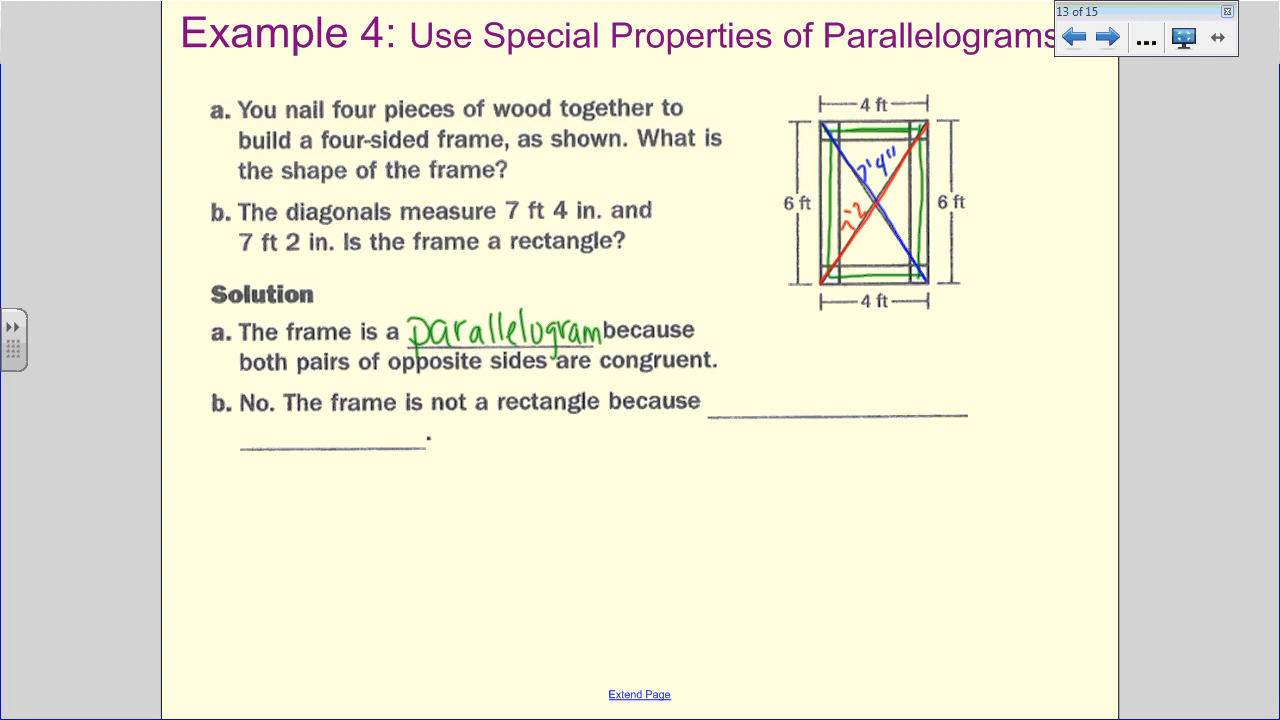 Example 4: Use Special Properties of Parallelograms
13 of 15
a. You nail four pieces of wood together to
build a four-sided frame, as shown. What is
the shape of the frame?
b. The diagonals measure 7 ft 4 in. and
7 ft 2 in. Is the frame a rectangle?
4 ft
6 ft
7'4"
7'2
6 ft
4 ft
Solution
a. The frame is a parallelogram because
both pairs of opposite sides are congruent.
b. No. The frame is not a rectangle because
.
Extend Page